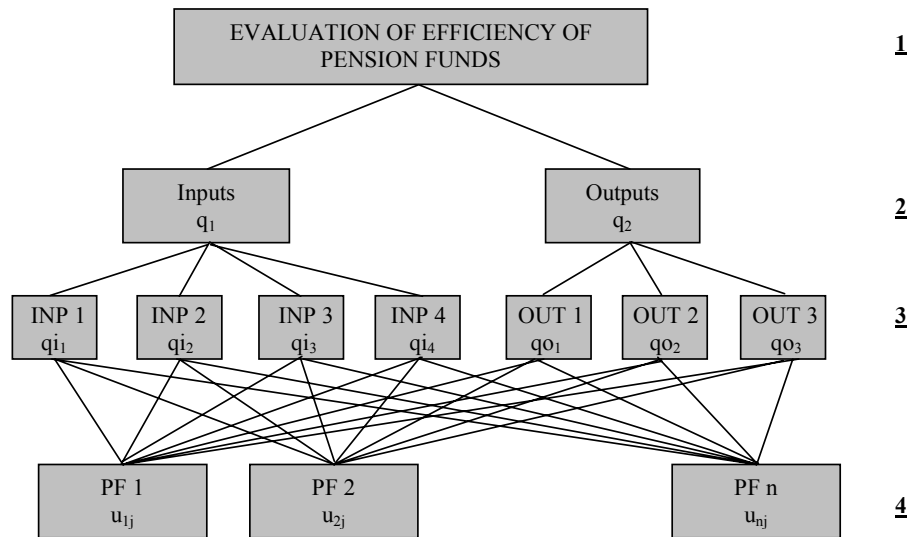 EVALUATION OF EFFICIENCY OF
PENSION FUNDS
1
Inputs
q₁
Outputs
q₂
2
INP 1
qi₁
INP 2
qi₂
INP 3
qi₃
INP 4
qi₄
OUT 1
qo₁
OUT 2
qo₂
OUT 3
qo₃
3
PF 1
u₁ⱼ
PF 2
u₂ⱼ
PF n
uₙⱼ
4